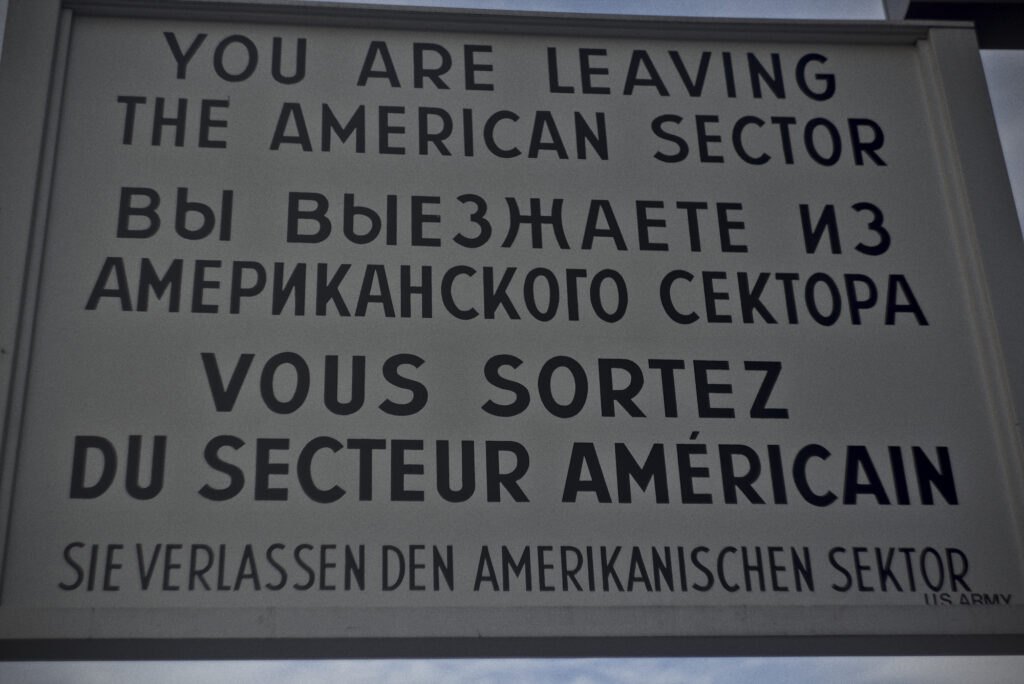 YOU ARE LEAVING
THE AMERICAN SECTOR
ВЫ ВЫЕЗЖАЕТЕ ИЗ
АМЕРИКАНСКОГО СЕКТОРА
VOUS SORTEZ
DU SECTEUR AMÉRICAIN
SIE VERLASSEN DEN AMERIKANISCHEN SEKTOR
US ARMY